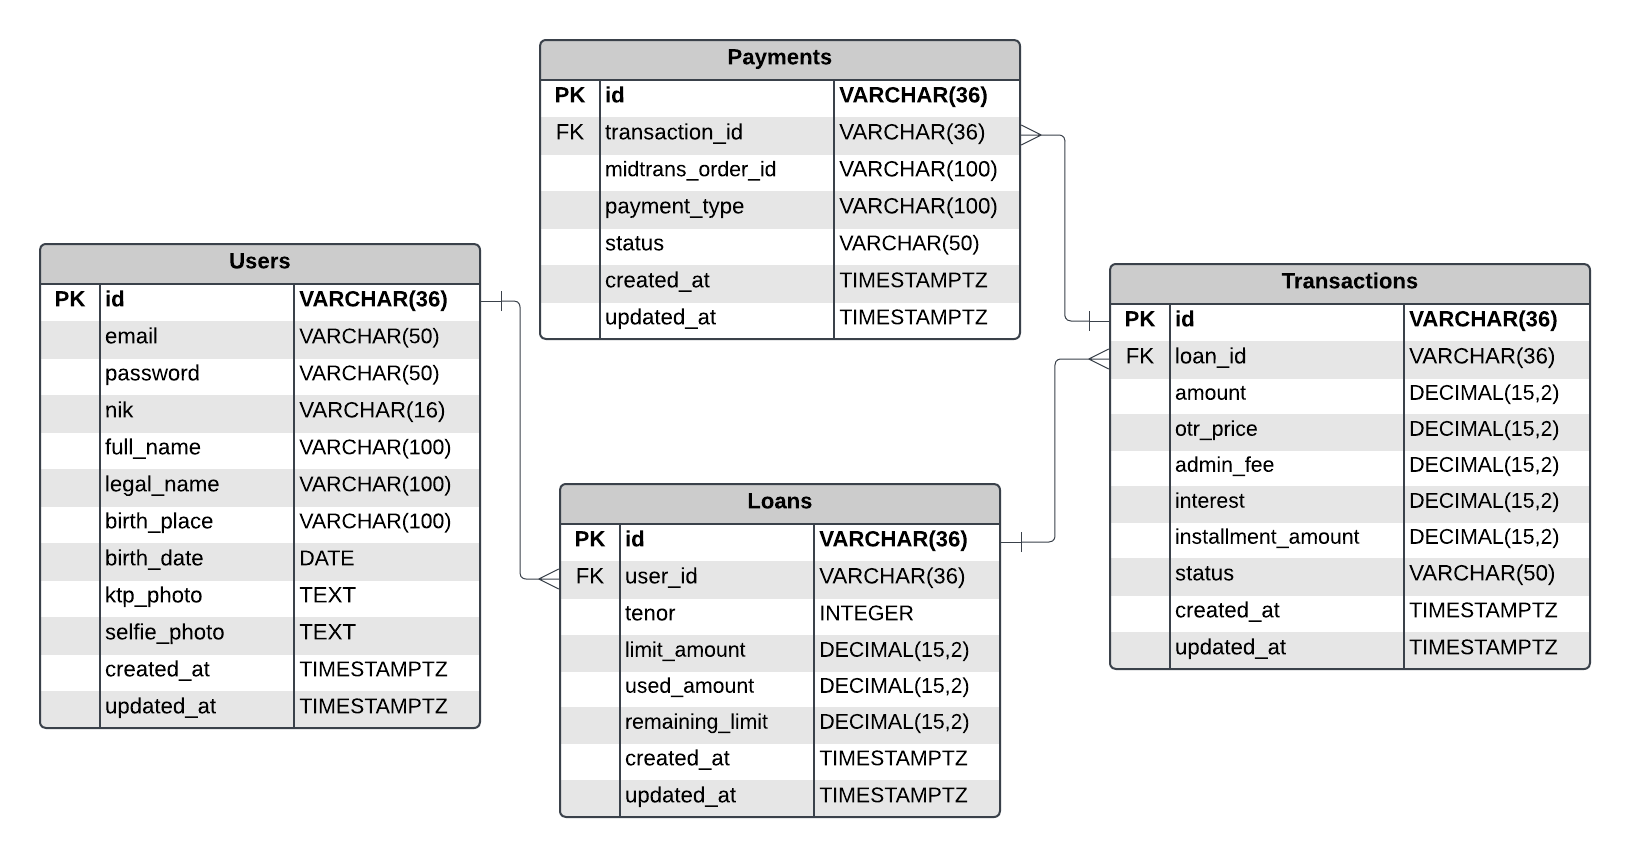 Payments
PK id VARCHAR(36)
FK transaction_id VARCHAR(36)
midtrans_order_id VARCHAR(100)
payment_type VARCHAR(100)
status VARCHAR(50)
created_at TIMESTAMPTZ
updated_at TIMESTAMPTZ
Users
PK id VARCHAR(36)
email VARCHAR(50)
password VARCHAR(50)
nik VARCHAR(16)
full_name VARCHAR(100)
legal_name VARCHAR(100)
birth_place VARCHAR(100)
birth_date DATE
ktp_photo TEXT
selfie_photo TEXT
created_at TIMESTAMPTZ
updated_at TIMESTAMPTZ
Transactions
PK id VARCHAR(36)
FK loan_id VARCHAR(36)
amount DECIMAL(15,2)
otr_price DECIMAL(15,2)
admin_fee DECIMAL(15,2)
interest DECIMAL(15,2)
installment_amount DECIMAL(15,2)
status VARCHAR(50)
created_at TIMESTAMPTZ
updated_at TIMESTAMPTZ
Loans
PK id VARCHAR(36)
FK user_id VARCHAR(36)
tenor INTEGER
limit_amount DECIMAL(15,2)
used_amount DECIMAL(15,2)
remaining_limit DECIMAL(15,2)
created_at TIMESTAMPTZ
updated_at TIMESTAMPTZ